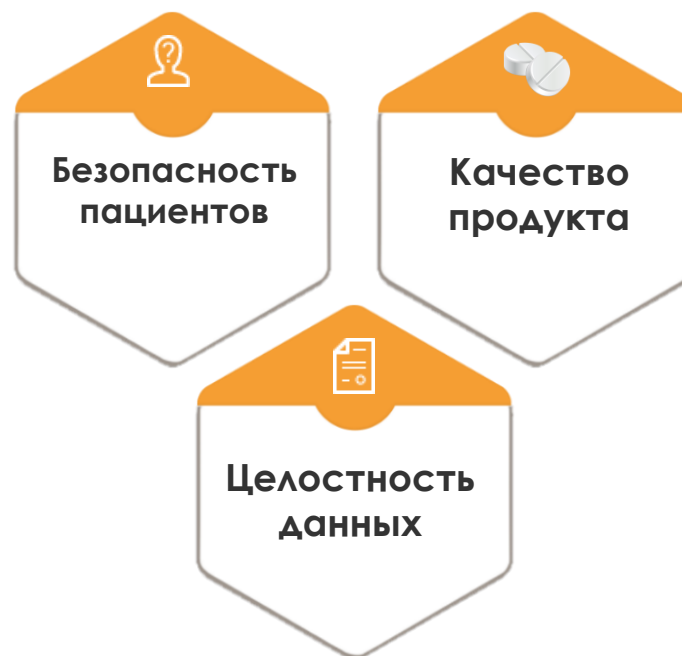 Безопасность
пациентов
Качество
продукта
Целостность
данных